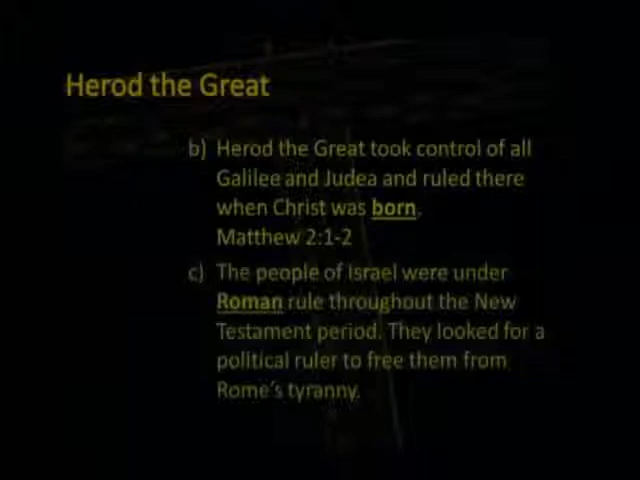 Herod the Great
b) Herod the Great took control of all
Galilee and Judea and ruled there
when Christ was born.
Matthew 2:1-2
c) The people of Israel were under
Roman rule throughout the New
Testament period. They looked for a
political ruler to free them from
Rome's tyranny.